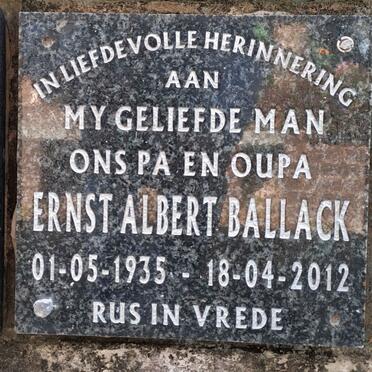 IN LIEFDEVOLLE HERINNERING
AAN
MY GELIEFDE MAN
ONS PA EN OUPA
ERNST ALBERT BALLACK
01-05-1935 - 18-04-2012
RUS IN VREDE